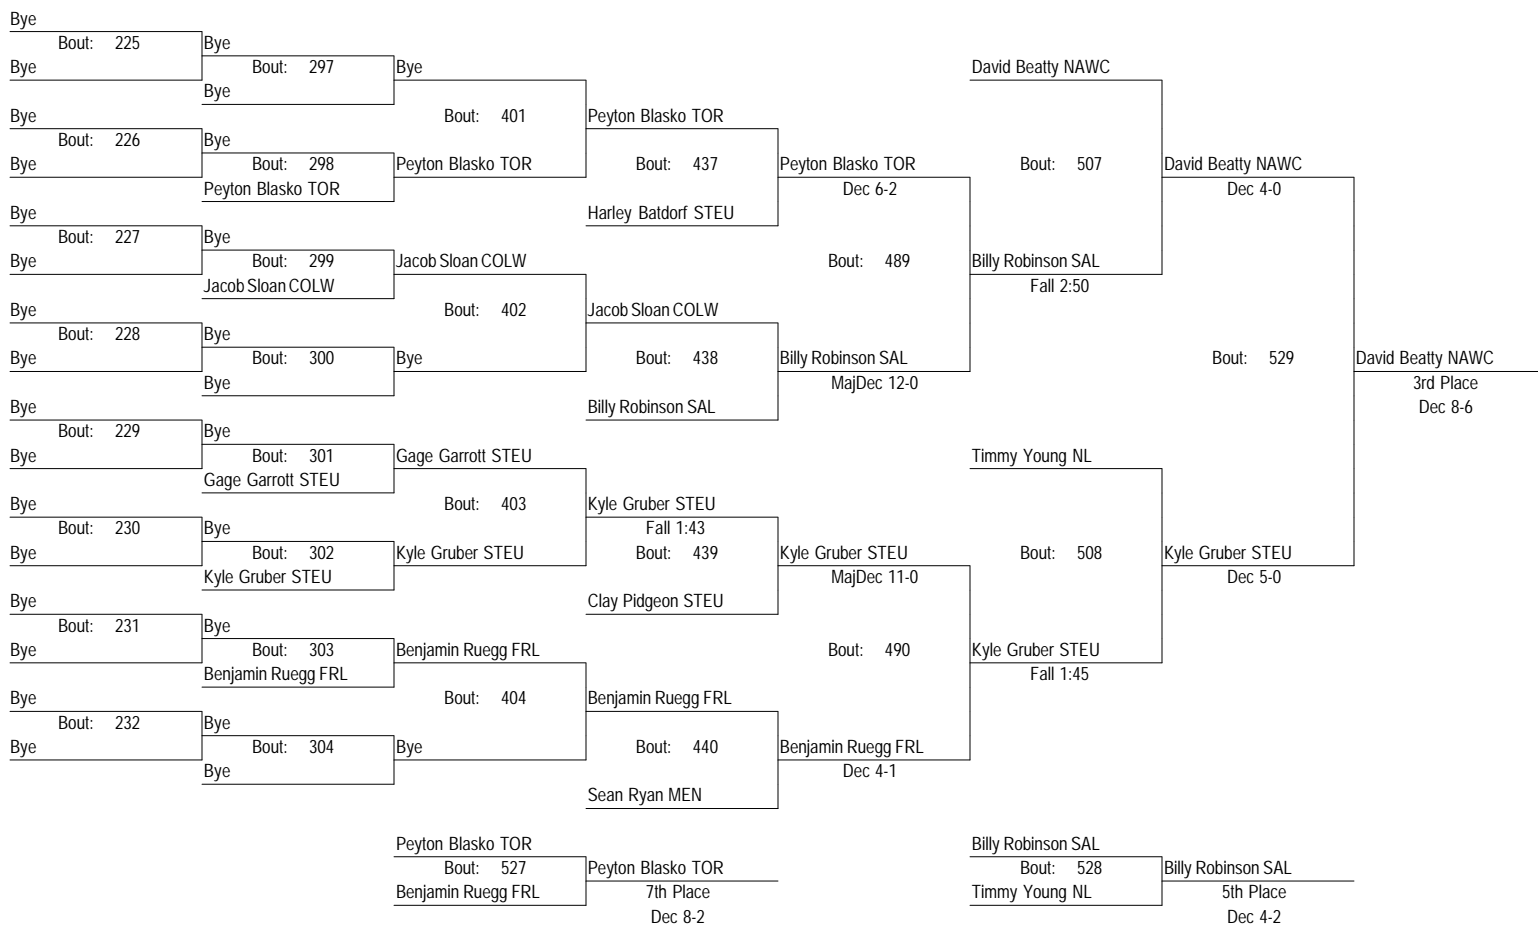 Bye
Bout: 225 Bye
Bye Bout: 297 Bye David Beatty NAWC
Bye
Bye Bout: 401 Peyton Blasko TOR
Bout: 226 Bye
Bye Bout: 298 Peyton Blasko TOR Bout: 437 Peyton Blasko TOR Bout: 507 David Beatty NAWC
Peyton Blasko TOR Dec 6-2 Dec 4-0
Bye Harley Batdorf STEU
Bout: 227 Bye
Bye Bout: 299 Jacob Sloan COLW Bout: 489 Billy Robinson SAL
Jacob Sloan COLW Fall 2:50
Bye Bout: 402 Jacob Sloan COLW
Bout: 228 Bye
Bye Bout: 300 Bye Bout: 438 Billy Robinson SAL Bout: 529 David Beatty NAWC
Bye MajDec 12-0 3rd Place
Bye Billy Robinson SAL Dec 8-6
Bout: 229 Bye
Bye Bout: 301 Gage Garrott STEU Timmy Young NL
Gage Garrott STEU
Bye Bout: 403 Kyle Gruber STEU
Bout: 230 Bye Fall 1:43
Bye Bout: 302 Kyle Gruber STEU Bout: 439 Kyle Gruber STEU Bout: 508 Kyle Gruber STEU
Kyle Gruber STEU MajDec 11-0 Dec 5-0
Bye Clay Pidgeon STEU
Bout: 231 Bye
Bye Bout: 303 Benjamin Ruegg FRL Bout: 490 Kyle Gruber STEU
Benjamin Ruegg FRL Fall 1:45
Bye Bout: 404 Benjamin Ruegg FRL
Bout: 232 Bye
Bye Bout: 304 Bye Bout: 440 Benjamin Ruegg FRL
Bye Dec 4-1
Sean Ryan MEN
Peyton Blasko TOR Billy Robinson SAL
Bout: 527 Peyton Blasko TOR Bout: 528 Billy Robinson SAL
Benjamin Ruegg FRL 7th Place Timmy Young NL 5th Place
Dec 8-2 Dec 4-2